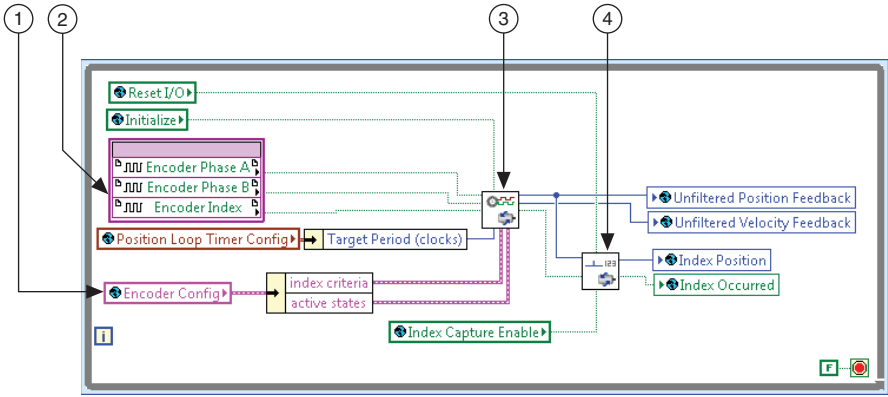 1
2
3
4
Reset I/O
Initialize
Encoder Phase A
Encoder Phase B
Encoder Index
Position Loop Timer Config
Target Period (clocks)
Encoder Config
index criteria
active states
Index Capture Enable
123
Unfiltered Position Feedback
Unfiltered Velocity Feedback
Index Position
Index Occurred
i
F